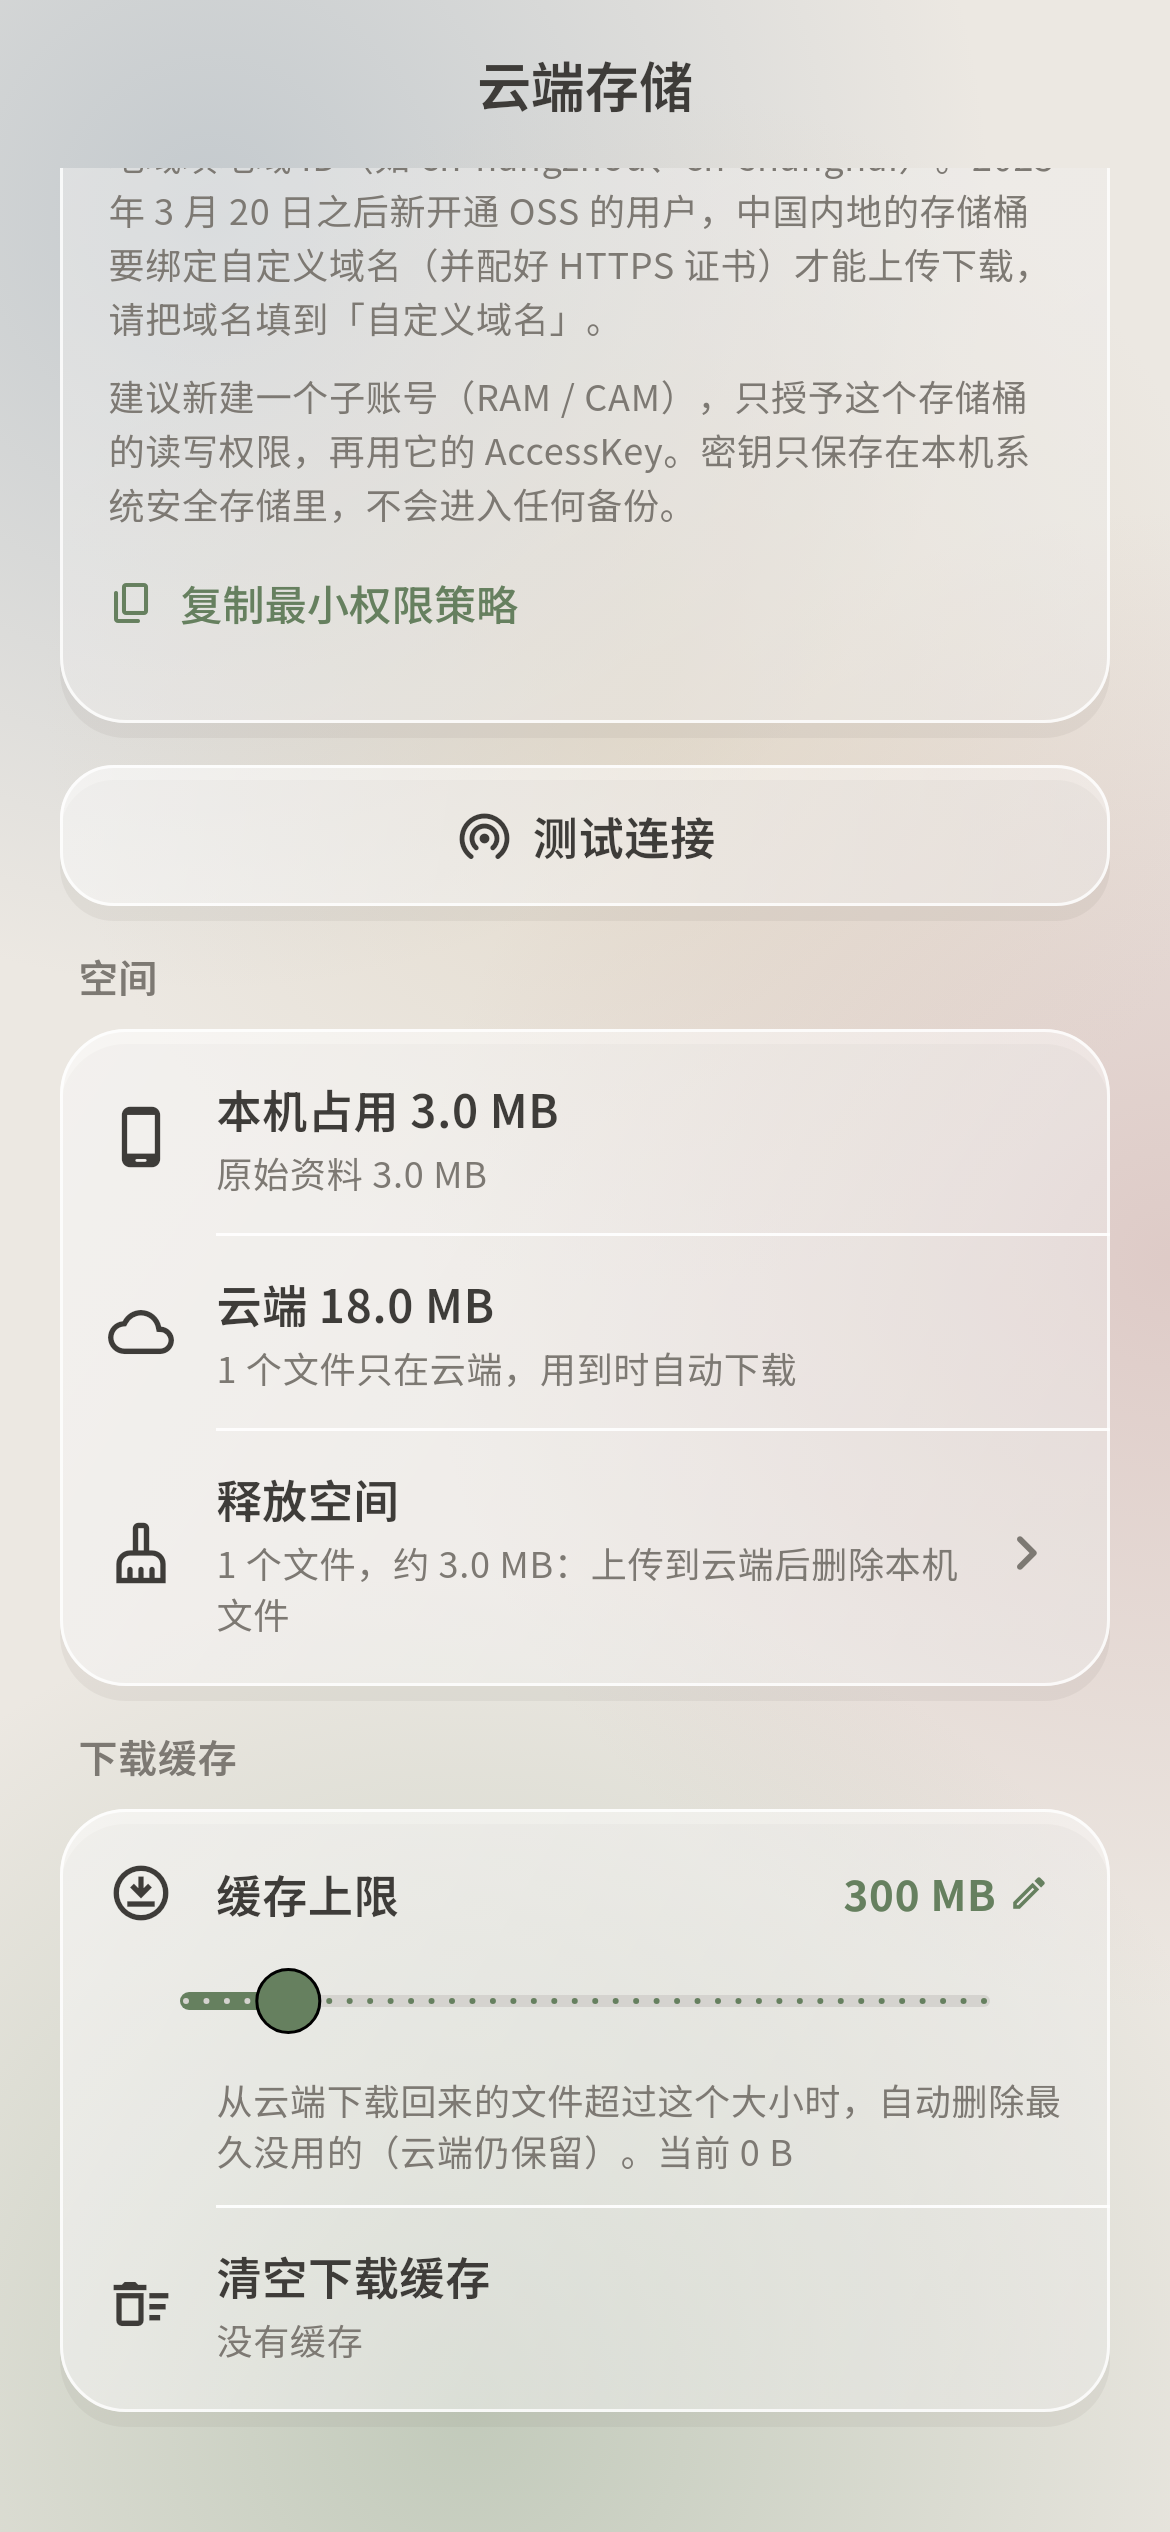 云端存储
年 3 月 20 日之后新开通 OSS 的用户，中国内地的存储桶
要绑定自定义域名（并配好 HTTPS 证书）才能上传下载，
请把域名填到「自定义域名」。
建议新建一个子账号（RAM / CAM），只授予这个存储桶
的读写权限，再用它的 AccessKey。密钥只保存在本机系
统安全存储里，不会进入任何备份。
复制最小权限策略
测试连接
空间
本机占用 3.0 MB
原始资料 3.0 MB
云端 18.0 MB
1 个文件只在云端，用到时自动下载
释放空间
1 个文件，约 3.0 MB：上传到云端后删除本机
文件
下载缓存
缓存上限
300 MB
从云端下载回来的文件超过这个大小时，自动删除最
久没用的（云端仍保留）。当前 0 B
清空下载缓存
没有缓存